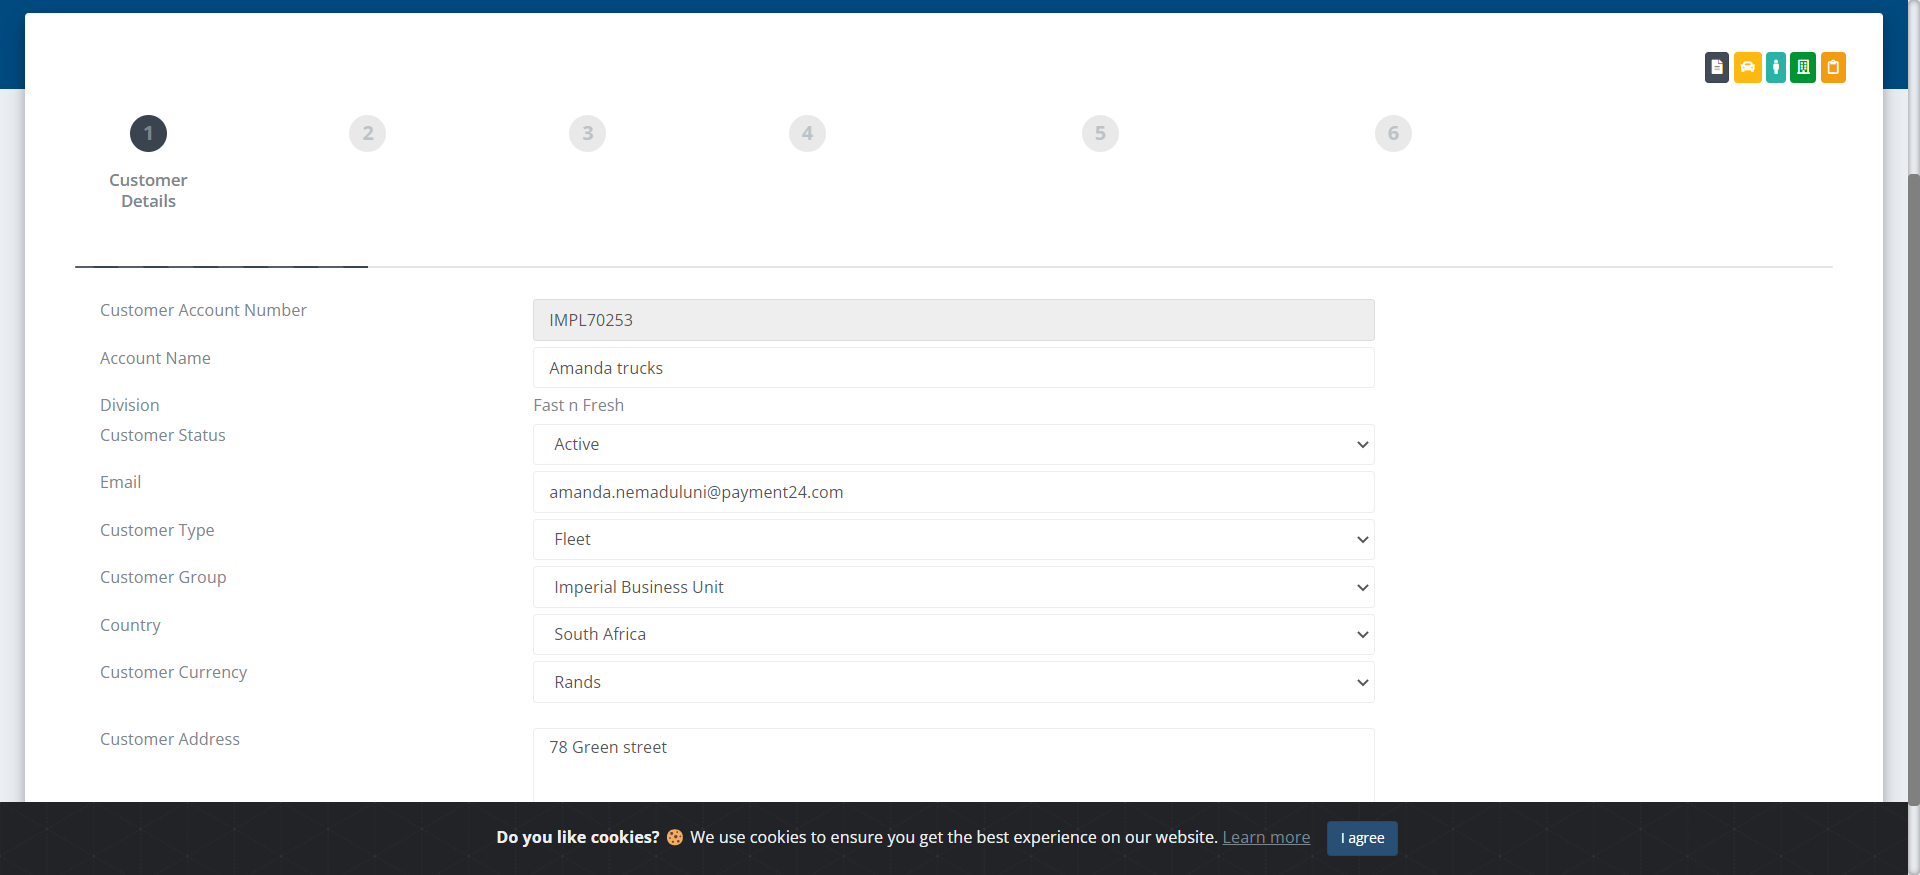 1
2
3
4
5
6
Customer
Details
Customer Account Number
IMPL70253
Account Name
Amanda trucks
Division
Fast n Fresh
Customer Status
Active
Email
amanda.nemaduluni@payment24.com
Customer Type
Fleet
Customer Group
Imperial Business Unit
Country
South Africa
Customer Currency
Rands
Customer Address
78 Green street
Do you like cookies? 🍪 We use cookies to ensure you get the best experience on our website. Learn more
I agree